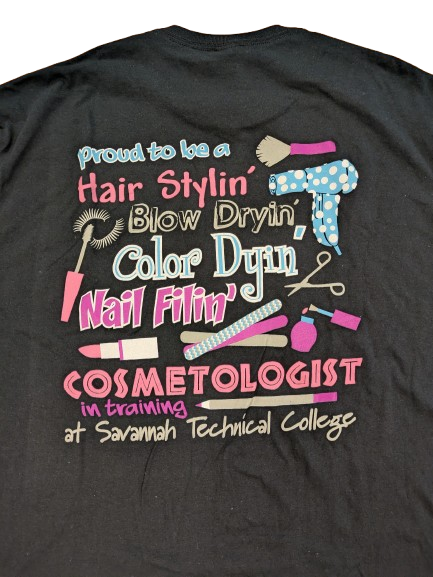 Proud to be a
Hair Stylin'
Blow Dryin'
Color Dyin'
Nail Filin'
COSMETOLOGIST
in training
at Savannah Technical College